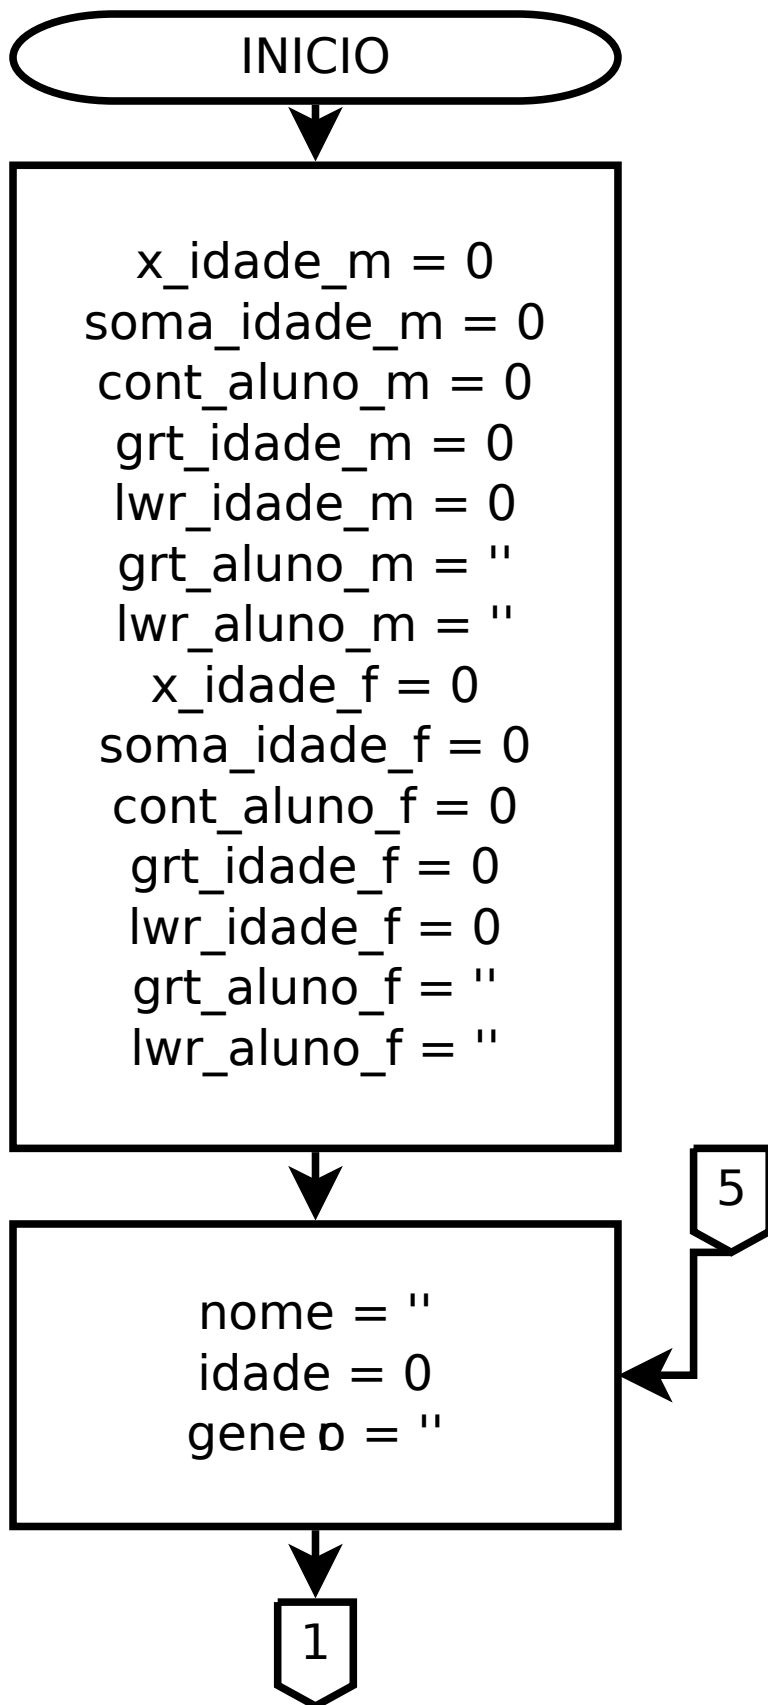 INICIO
x_idade_m = 0
soma_idade_m = 0
cont_aluno_m = 0
grt_idade_m = 0
lwr_idade_m = 0
grt_aluno_m = ''
lwr_aluno_m = ''
x_idade_f = 0
soma_idade_f = 0
cont_aluno_f = 0
grt_idade_f = 0
lwr_idade_f = 0
grt_aluno_f = ''
lwr_aluno_f = ''
5
nome = ''
idade = 0
genero = ''
1